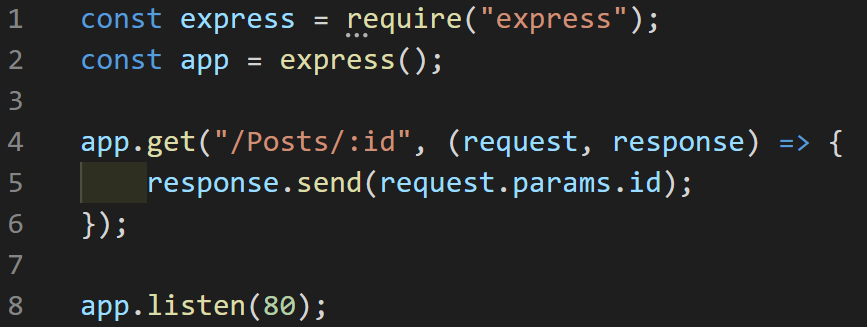 1 const express = require("express");
2 const app = express();
3
4 app.get("/Posts/:id", (request, response) => {
5     response.send(request.params.id);
6 });
7
8 app.listen(80);